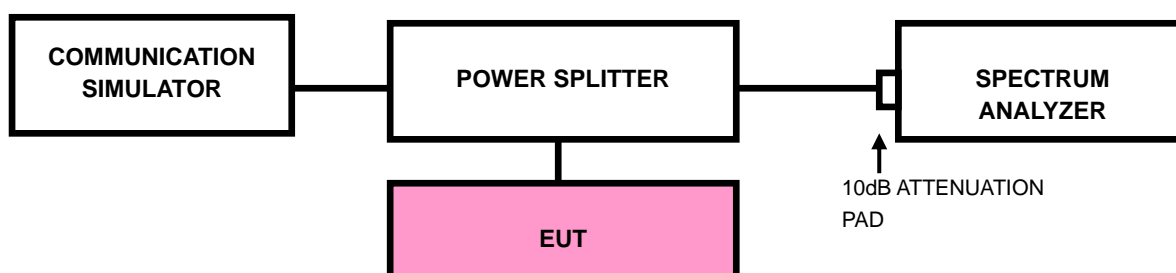 COMMUNICATION
SIMULATOR
POWER SPLITTER
SPECTRUM
ANALYZER
10dB ATTENUATION
PAD
EUT